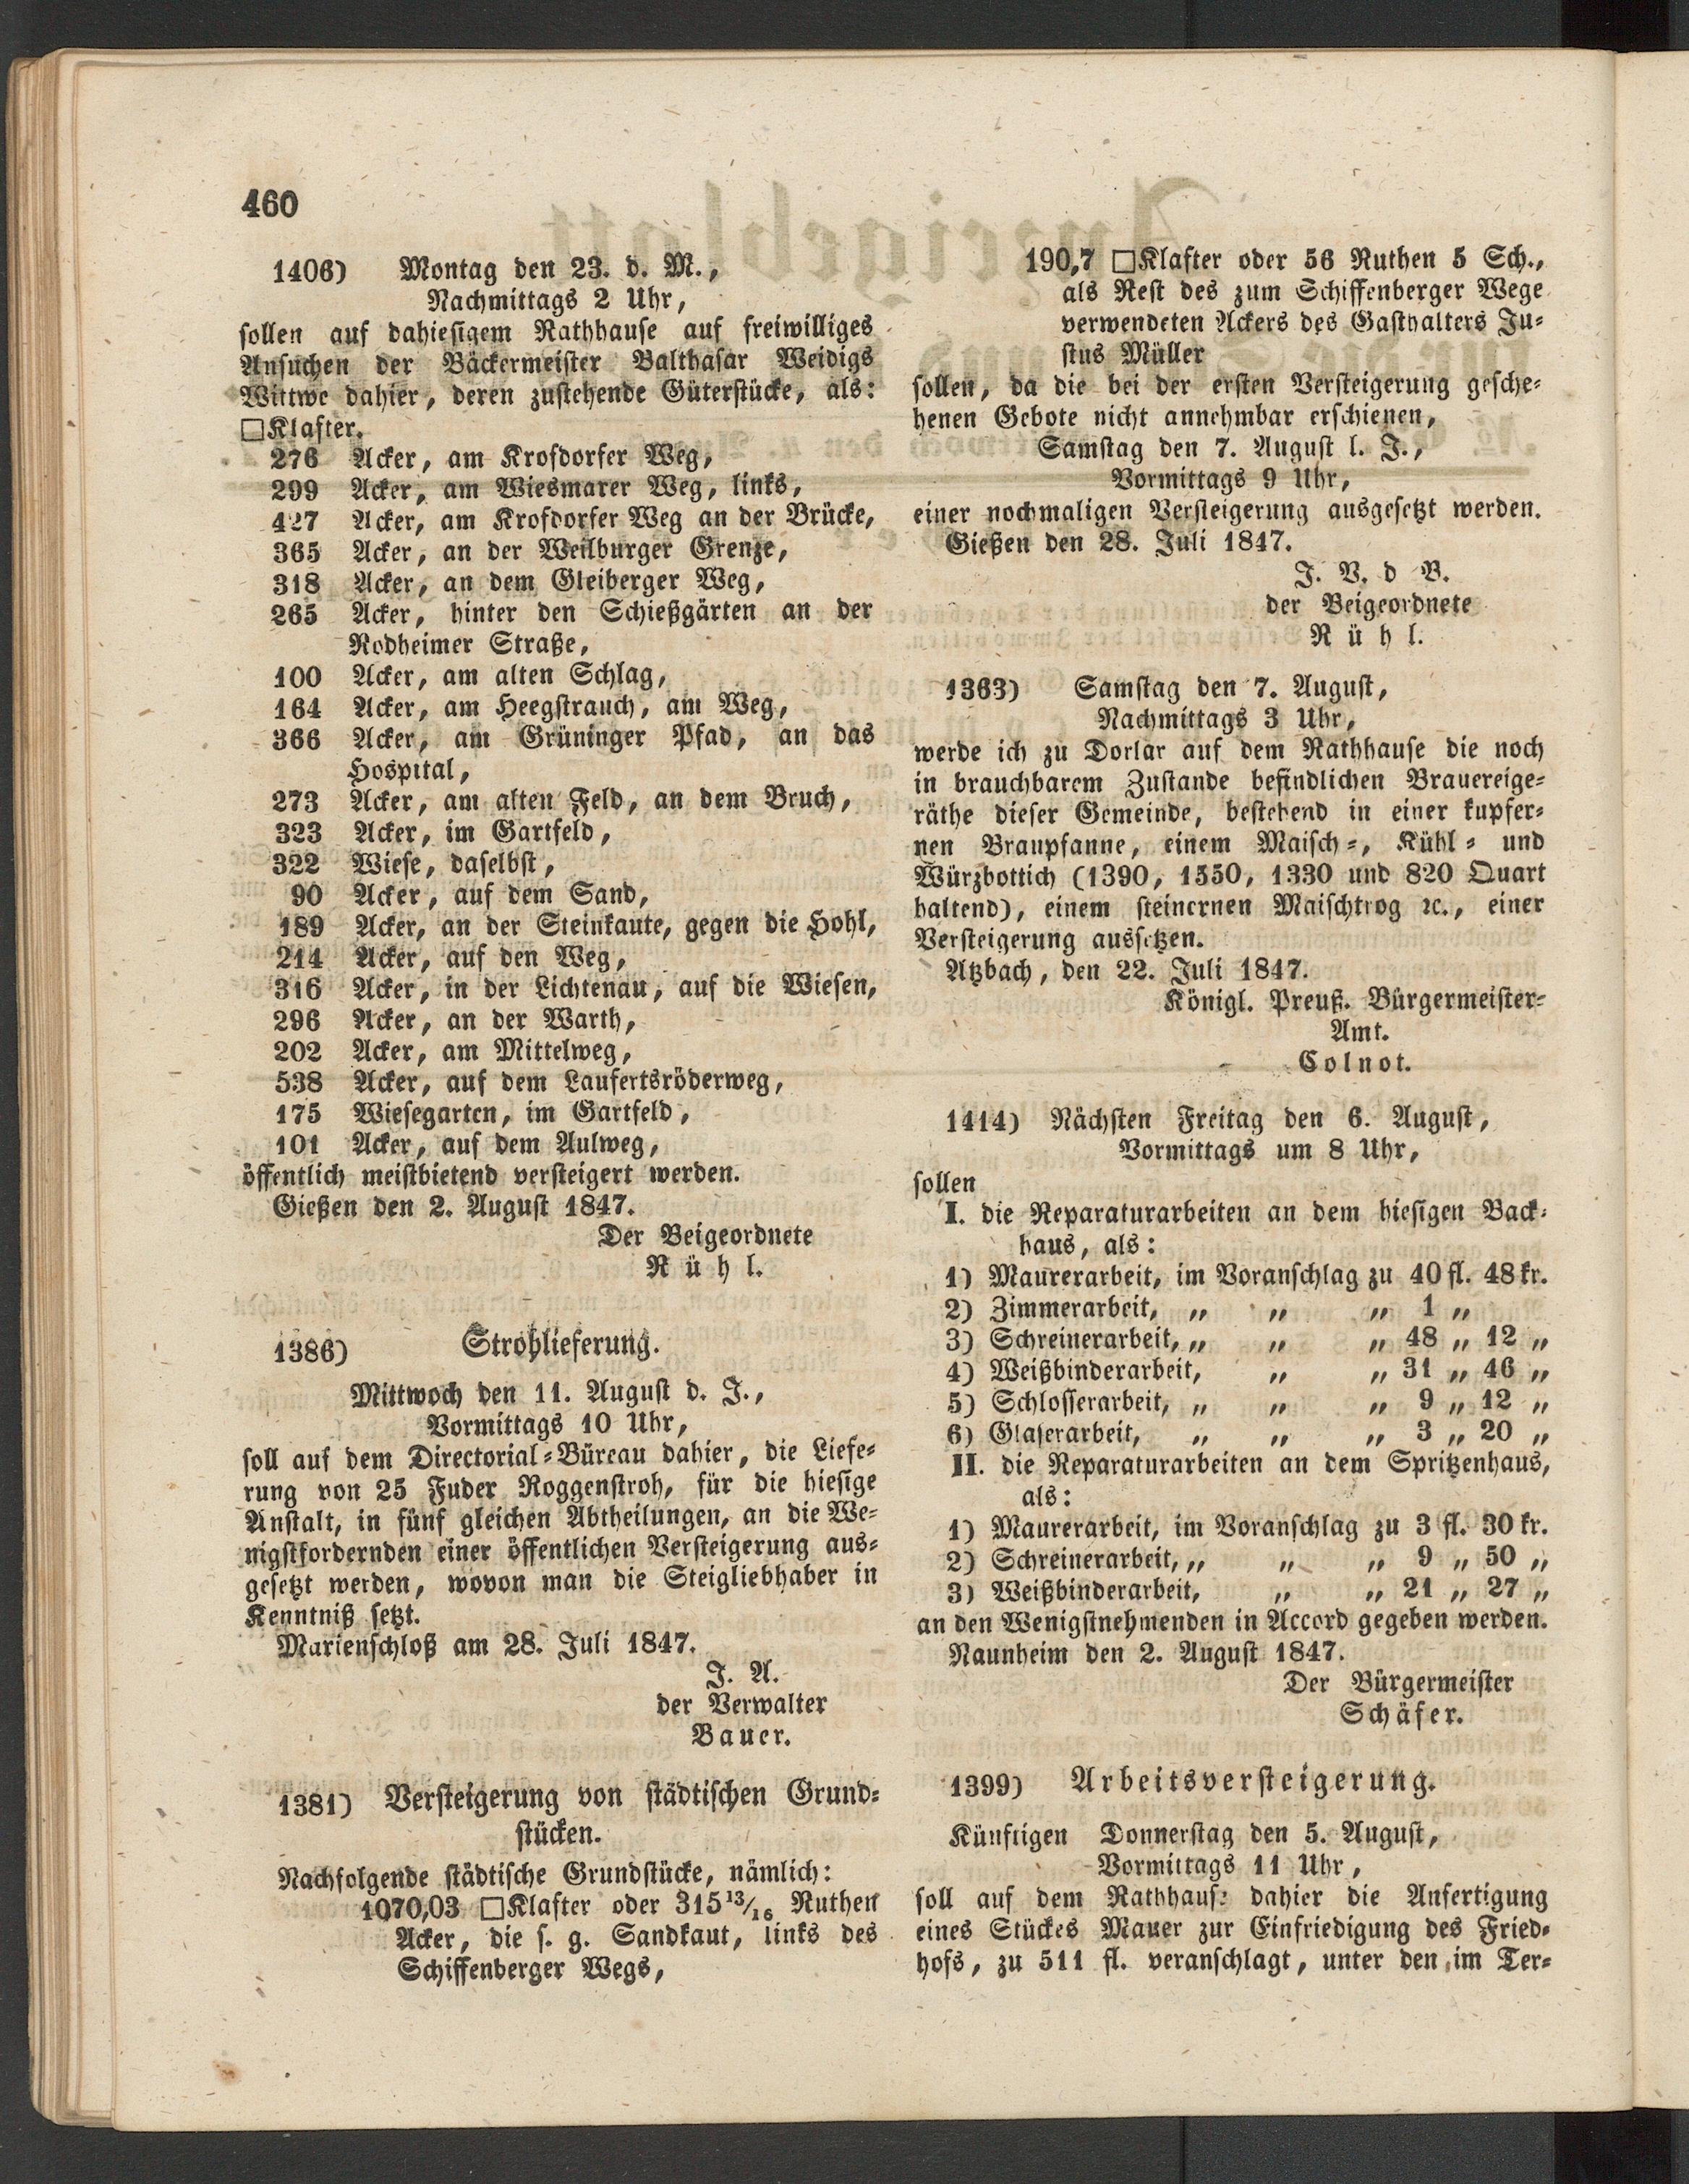 460
1406) Montag den 23. d. M.,
Nachmittags 2 Uhr,
sollen auf dahiesigem Rathhause auf freiwilliges
Ansuchen der Bäckermeister Balthasar Weidigs
Wittwe dahier, deren zustehende Güterstücke, als:
□Klafter.
276 Acker, am Krofdorfer Weg,
299 Acker, am Wiesmarer Weg, links,
427 Acker, am Krofdorfer Weg an der Brücke,
365 Acker, an der Weilburger Grenze,
318 Acker, an dem Gleiberger Weg,
265 Acker, hinter den Schießgärten an der
Rodheimer Straße,
100 Acker, am alten Schlag,
164 Acker, am Heegstrauch, am Weg,
366 Acker, am Grüninger Pfad, an das
Hospital,
273 Acker, am alten Feld, an dem Bruch,
323 Acker, im Gartfeld,
322 Wiese, daselbst,
90 Acker, auf dem Sand,
189 Acker, an der Steinkaute, gegen die Hohl,
214 Acker, auf den Weg,
316 Acker, in der Lichtenau, auf die Wiesen,
296 Acker, an der Warth,
202 Acker, am Mittelweg,
538 Acker, auf dem Laufertsröderweg,
175 Wiesegarten, im Gartfeld,
101 Acker, auf dem Aulweg,
öffentlich meistbietend versteigert werden.
Gießen den 2. August 1847.
Der Beigeordnete
Rühl.
1386) Strohlieferung.
Mittwoch den 11. August d. J.,
Vormittags 10 Uhr,
soll auf dem Directorial-Büreau dahier, die Liefe-
rung von 25 Fuder Roggenstroh, für die hiesige
Anstalt, in fünf gleichen Abtheilungen, an die We-
nigstfordernden einer öffentlichen Versteigerung aus-
gesetzt werden, wovon man die Steigliebhaber in
Kenntniß setzt.
Marienschloß am 28. Juli 1847.
J. A.
der Verwalter
Bauer.
1381) Versteigerung von städtischen Grund-
stücken.
Nachfolgende städtische Grundstücke, nämlich:
1070,03 □Klafter oder 315 13/16 Ruthen
Acker, die s. g. Sandkaut, links des
Schiffenberger Wegs,
190,7 □Klafter oder 56 Ruthen 5 Sch.,
als Rest des zum Schiffenberger Wege
verwendeten Ackers des Gasthalters Ju-
stus Müller
sollen, da die bei der ersten Versteigerung gesche-
henen Gebote nicht annehmbar erschienen,
Samstag den 7. August l. J.,
Vormittags 9 Uhr,
einer nochmaligen Versteigerung ausgesetzt werden.
Gießen den 28. Juli 1847.
J. V. d B.
der Beigeordnete
Rühl.
1363) Samstag den 7. August,
Nachmittags 3 Uhr,
werde ich zu Dorlar auf dem Rathhause die noch
in brauchbarem Zustande befindlichen Brauereige-
räthe dieser Gemeinde, bestehend in einer kupfer-
nen Braupfanne, einem Maisch-, Kühl- und
Würzbottich (1390, 1550, 1330 und 820 Quart
haltend), einem steinernen Maischtrog ꝛc., einer
Versteigerung aussetzen.
Atzbach, den 22. Juli 1847.
Königl. Preuß. Bürgermeister-
Amt.
Colnot.
1414) Nächsten Freitag den 6. August,
Vormittags um 8 Uhr,
sollen
I. die Reparaturarbeiten an dem hiesigen Back-
haus, als:
1) Maurerarbeit, im Voranschlag zu 40 fl. 48 kr.
2) Zimmerarbeit, „ „ „ 1 „
3) Schreinerarbeit, „ „ „ 48 „ 12 „
4) Weißbinderarbeit, „ „ 31 „ 46 „
5) Schlosserarbeit, „ „ „ 9 „ 12 „
6) Glaserarbeit, „ „ „ 3 „ 20 „
II. die Reparaturarbeiten an dem Spritzenhaus,
als:
1) Maurerarbeit, im Voranschlag zu 3 fl. 30 kr.
2) Schreinerarbeit, „ „ „ 9 „ 50 „
3) Weißbinderarbeit, „ „ 21 „ 27 „
an den Wenigstnehmenden in Accord gegeben werden.
Naunheim den 2. August 1847.
Der Bürgermeister
Schäfer.
1399) Arbeitsversteigerung.
Künftigen Donnerstag den 5. August,
Vormittags 11 Uhr,
soll auf dem Rathhause dahier die Anfertigung
eines Stückes Mauer zur Einfriedigung des Fried-
hofs, zu 511 fl. veranschlagt, unter den im Ter-